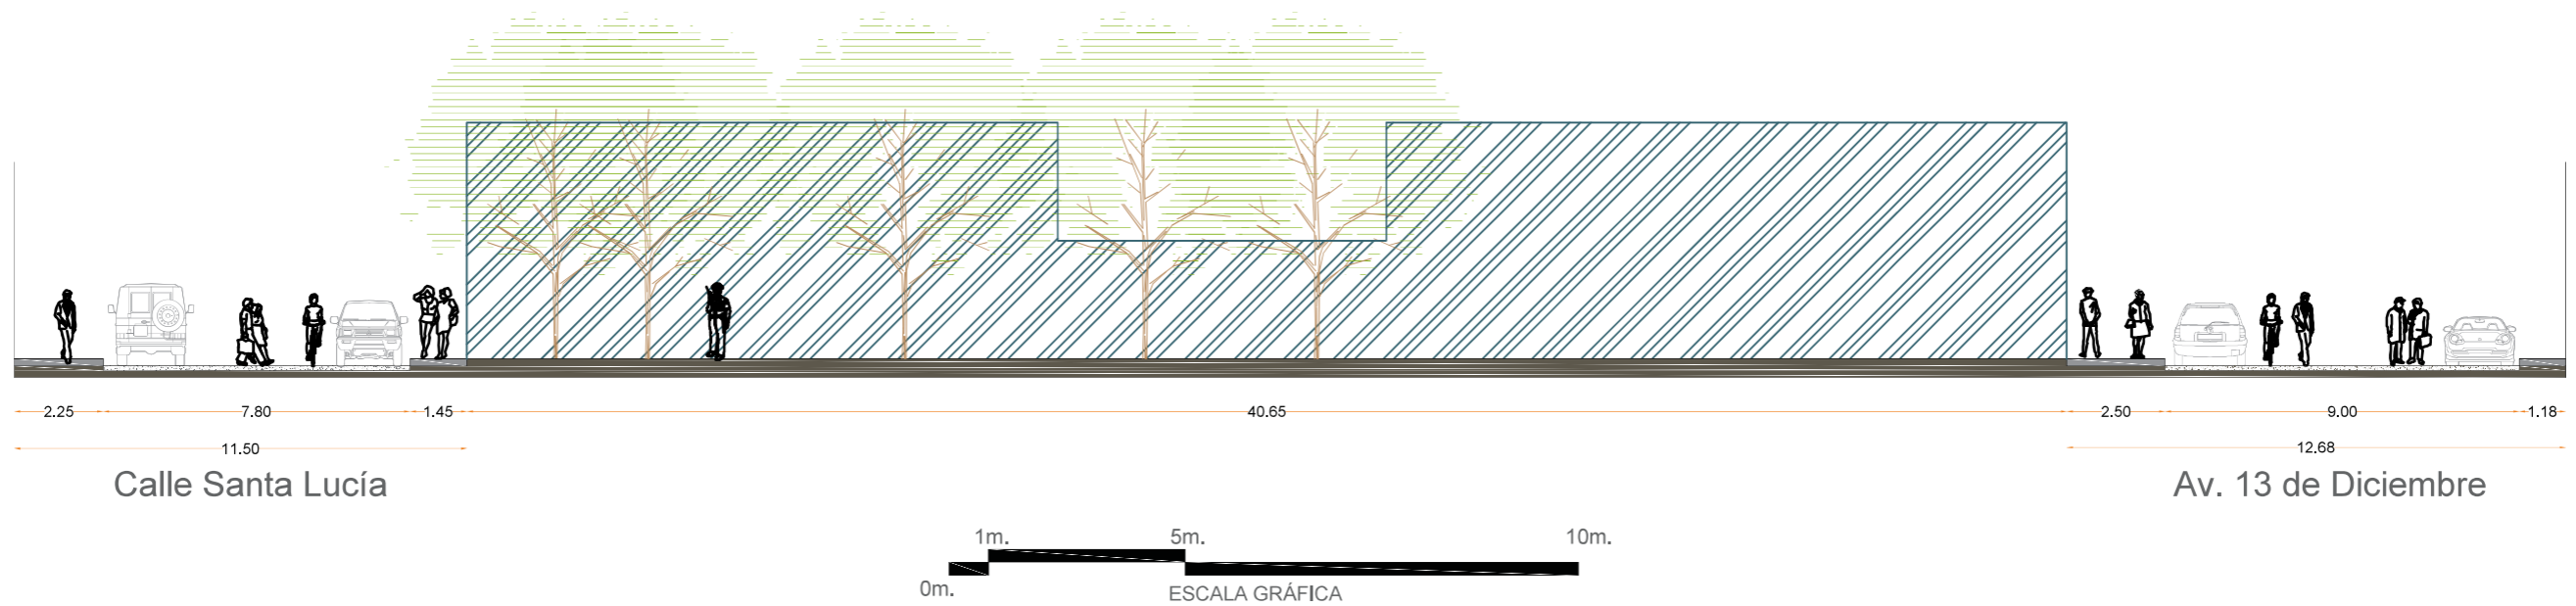 2.25 7.80 1.45 40.65 2.50 9.00 1.18
11.50 12.68
Calle Santa Lucía Av. 13 de Diciembre
1m. 5m. 10m.
0m. ESCALA GRÁFICA